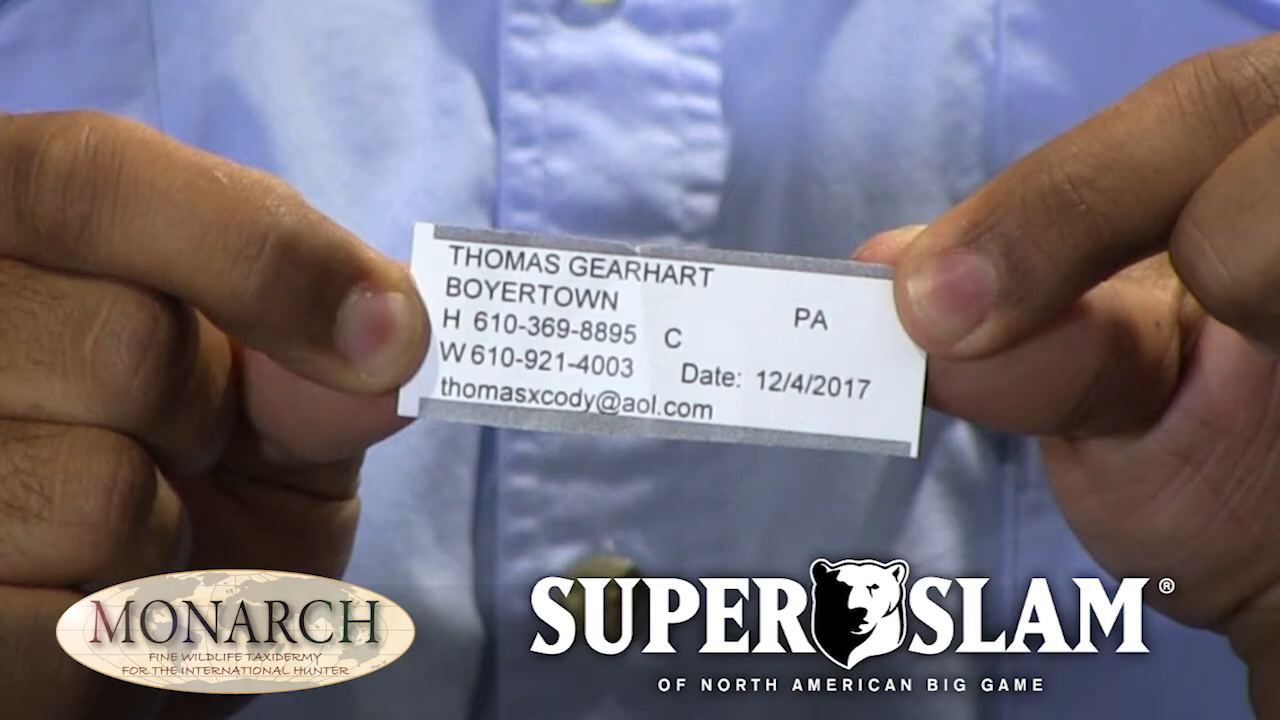 THOMAS GEARHART
BOYERTOWN PA
H 610-369-8895 C
W 610-921-4003 Date: 12/4/2017
thomasxcody@aol.com
MONARCH
FINE WILDLIFE TAXIDERMY
FOR THE INTERNATIONAL HUNTER
SUPER SLAM®
OF NORTH AMERICAN BIG GAME